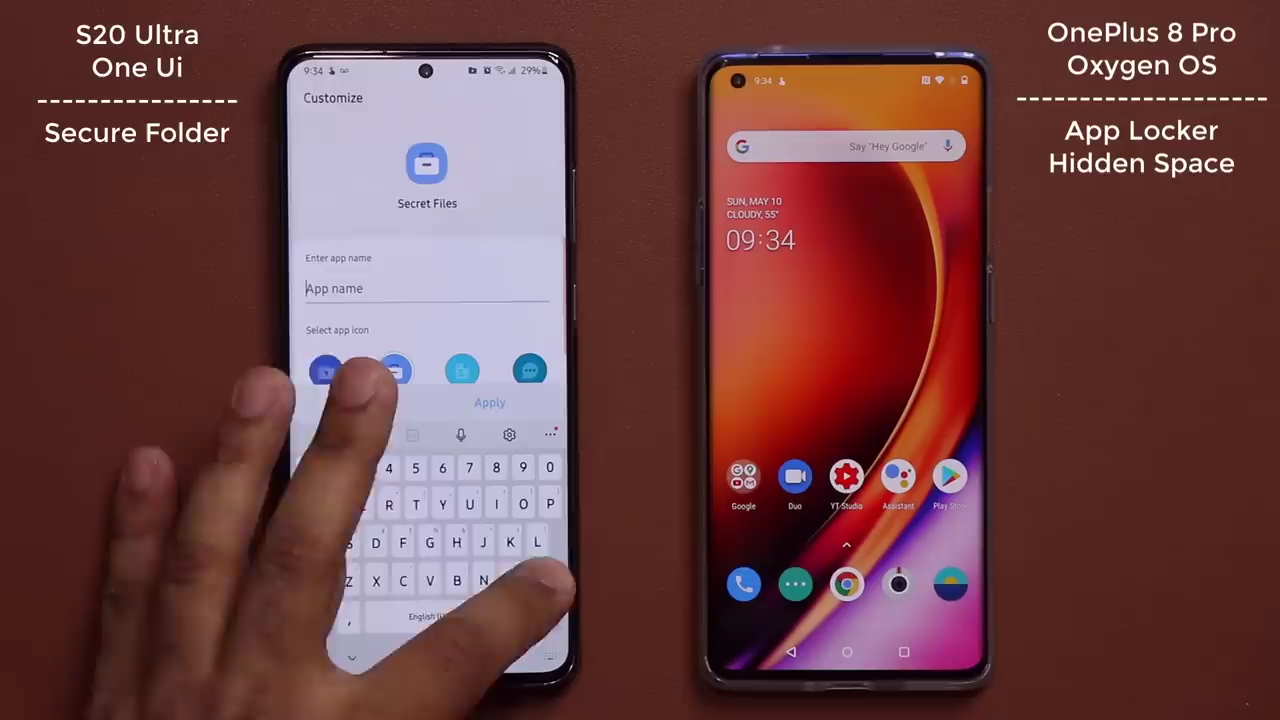 S20 Ultra
One Ui
Secure Folder
OnePlus 8 Pro
Oxygen OS
App Locker
Hidden Space
9:34
29%
Customize
Secret Files
Enter app name
App name
Select app icon
Apply
4 5 6 7 8 9 0
R T Y U I O P
S D F G H J K L
Z X C V B N
,
English
9:34
G Say "Hey Google"
SUN, MAY 10
CLOUDY, 55°
09:34
Google Duo YT Studio Assistant Play Store